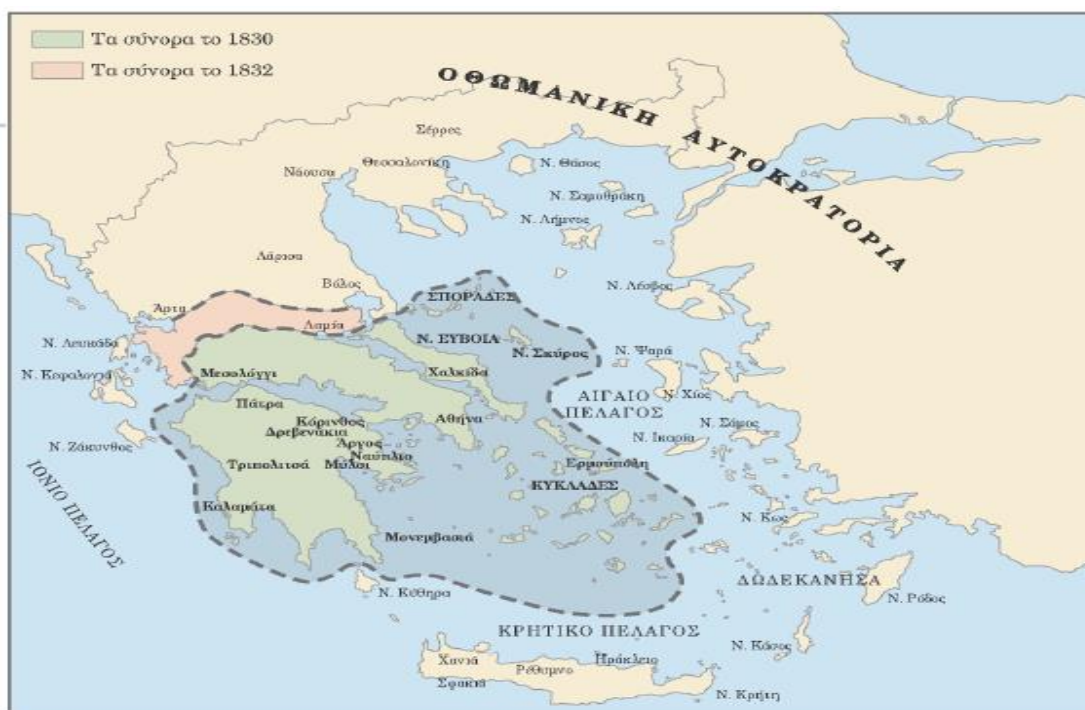 Τα σύνορα το 1830
Τα σύνορα το 1832
ΟΘΩΜΑΝΙΚΗ ΑΥΤΟΚΡΑΤΟΡΙΑ
Σέρρες
Θεσσαλονίκη
Νάουσα
Ν. Θάσος
Ν. Σαμοθράκη
Ν. Λήμνος
Λάρισα
Βόλος
Άρτα
Λαμία
ΣΠΟΡΑΔΕΣ
Ν. Λέσβος
Ν. Λευκάδα
Ν. ΕΥΒΟΙΑ
Ν. Σκύρος
Ν. Ψαρά
Ν. Κεφαλονιά
Μεσολόγγι
Χαλκίδα
ΑΙΓΑΙΟ
ΠΕΛΑΓΟΣ
Ν. Χίος
Πάτρα
Κόρινθος
Αθήνα
Ν. Σάμος
Δρεβενάκια
Ν. Ζάκυνθος
Άργος
Ν. Ικαρία
Ναύπλιο
Τριπολιτσά
Μύλοι
Ερμούπολη
ΚΥΚΛΑΔΕΣ
ΙΟΝΙΟ ΠΕΛΑΓΟΣ
Καλαμάτα
Ν. Κως
Μονεμβασιά
ΔΩΔΕΚΑΝΗΣΑ
Ν. Κύθηρα
Ν. Ρόδος
ΚΡΗΤΙΚΟ ΠΕΛΑΓΟΣ
Ν. Κάσος
Χανιά
Ρέθυμνο
Ηράκλειο
Σφακιά
Ν. Κρήτη